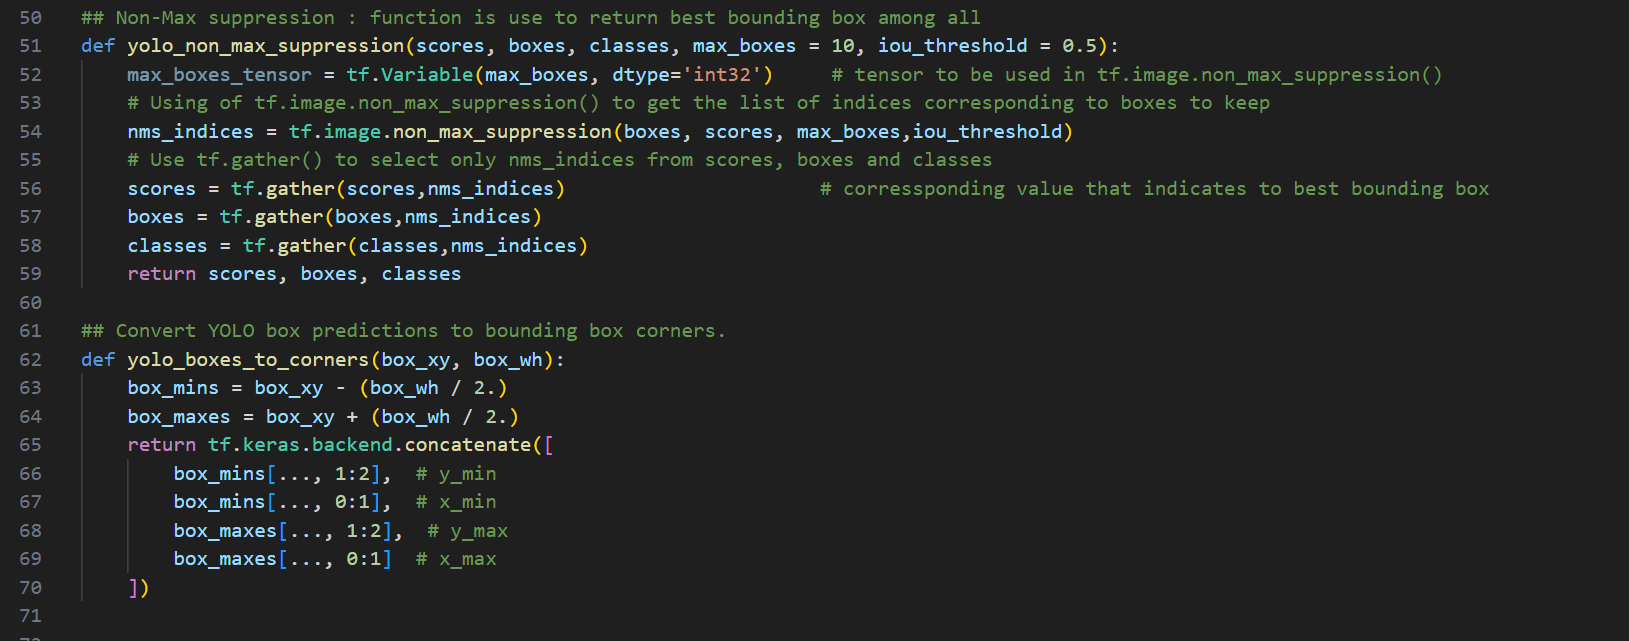 50 ## Non-Max suppression : function is use to return best bounding box among all
51 def yolo_non_max_suppression(scores, boxes, classes, max_boxes = 10, iou_threshold = 0.5):
52     max_boxes_tensor = tf.Variable(max_boxes, dtype='int32')     # tensor to be used in tf.image.non_max_suppression()
53     # Using of tf.image.non_max_suppression() to get the list of indices corresponding to boxes to keep
54     nms_indices = tf.image.non_max_suppression(boxes, scores, max_boxes,iou_threshold)
55     # Use tf.gather() to select only nms_indices from scores, boxes and classes
56     scores = tf.gather(scores,nms_indices)                      # corressponding value that indicates to best bounding box
57     boxes = tf.gather(boxes,nms_indices)
58     classes = tf.gather(classes,nms_indices)
59     return scores, boxes, classes
60
61 ## Convert YOLO box predictions to bounding box corners.
62 def yolo_boxes_to_corners(box_xy, box_wh):
63     box_mins = box_xy - (box_wh / 2.)
64     box_maxes = box_xy + (box_wh / 2.)
65     return tf.keras.backend.concatenate([
66         box_mins[..., 1:2],  # y_min
67         box_mins[..., 0:1],  # x_min
68         box_maxes[..., 1:2],  # y_max
69         box_maxes[..., 0:1]  # x_max
70     ])
71